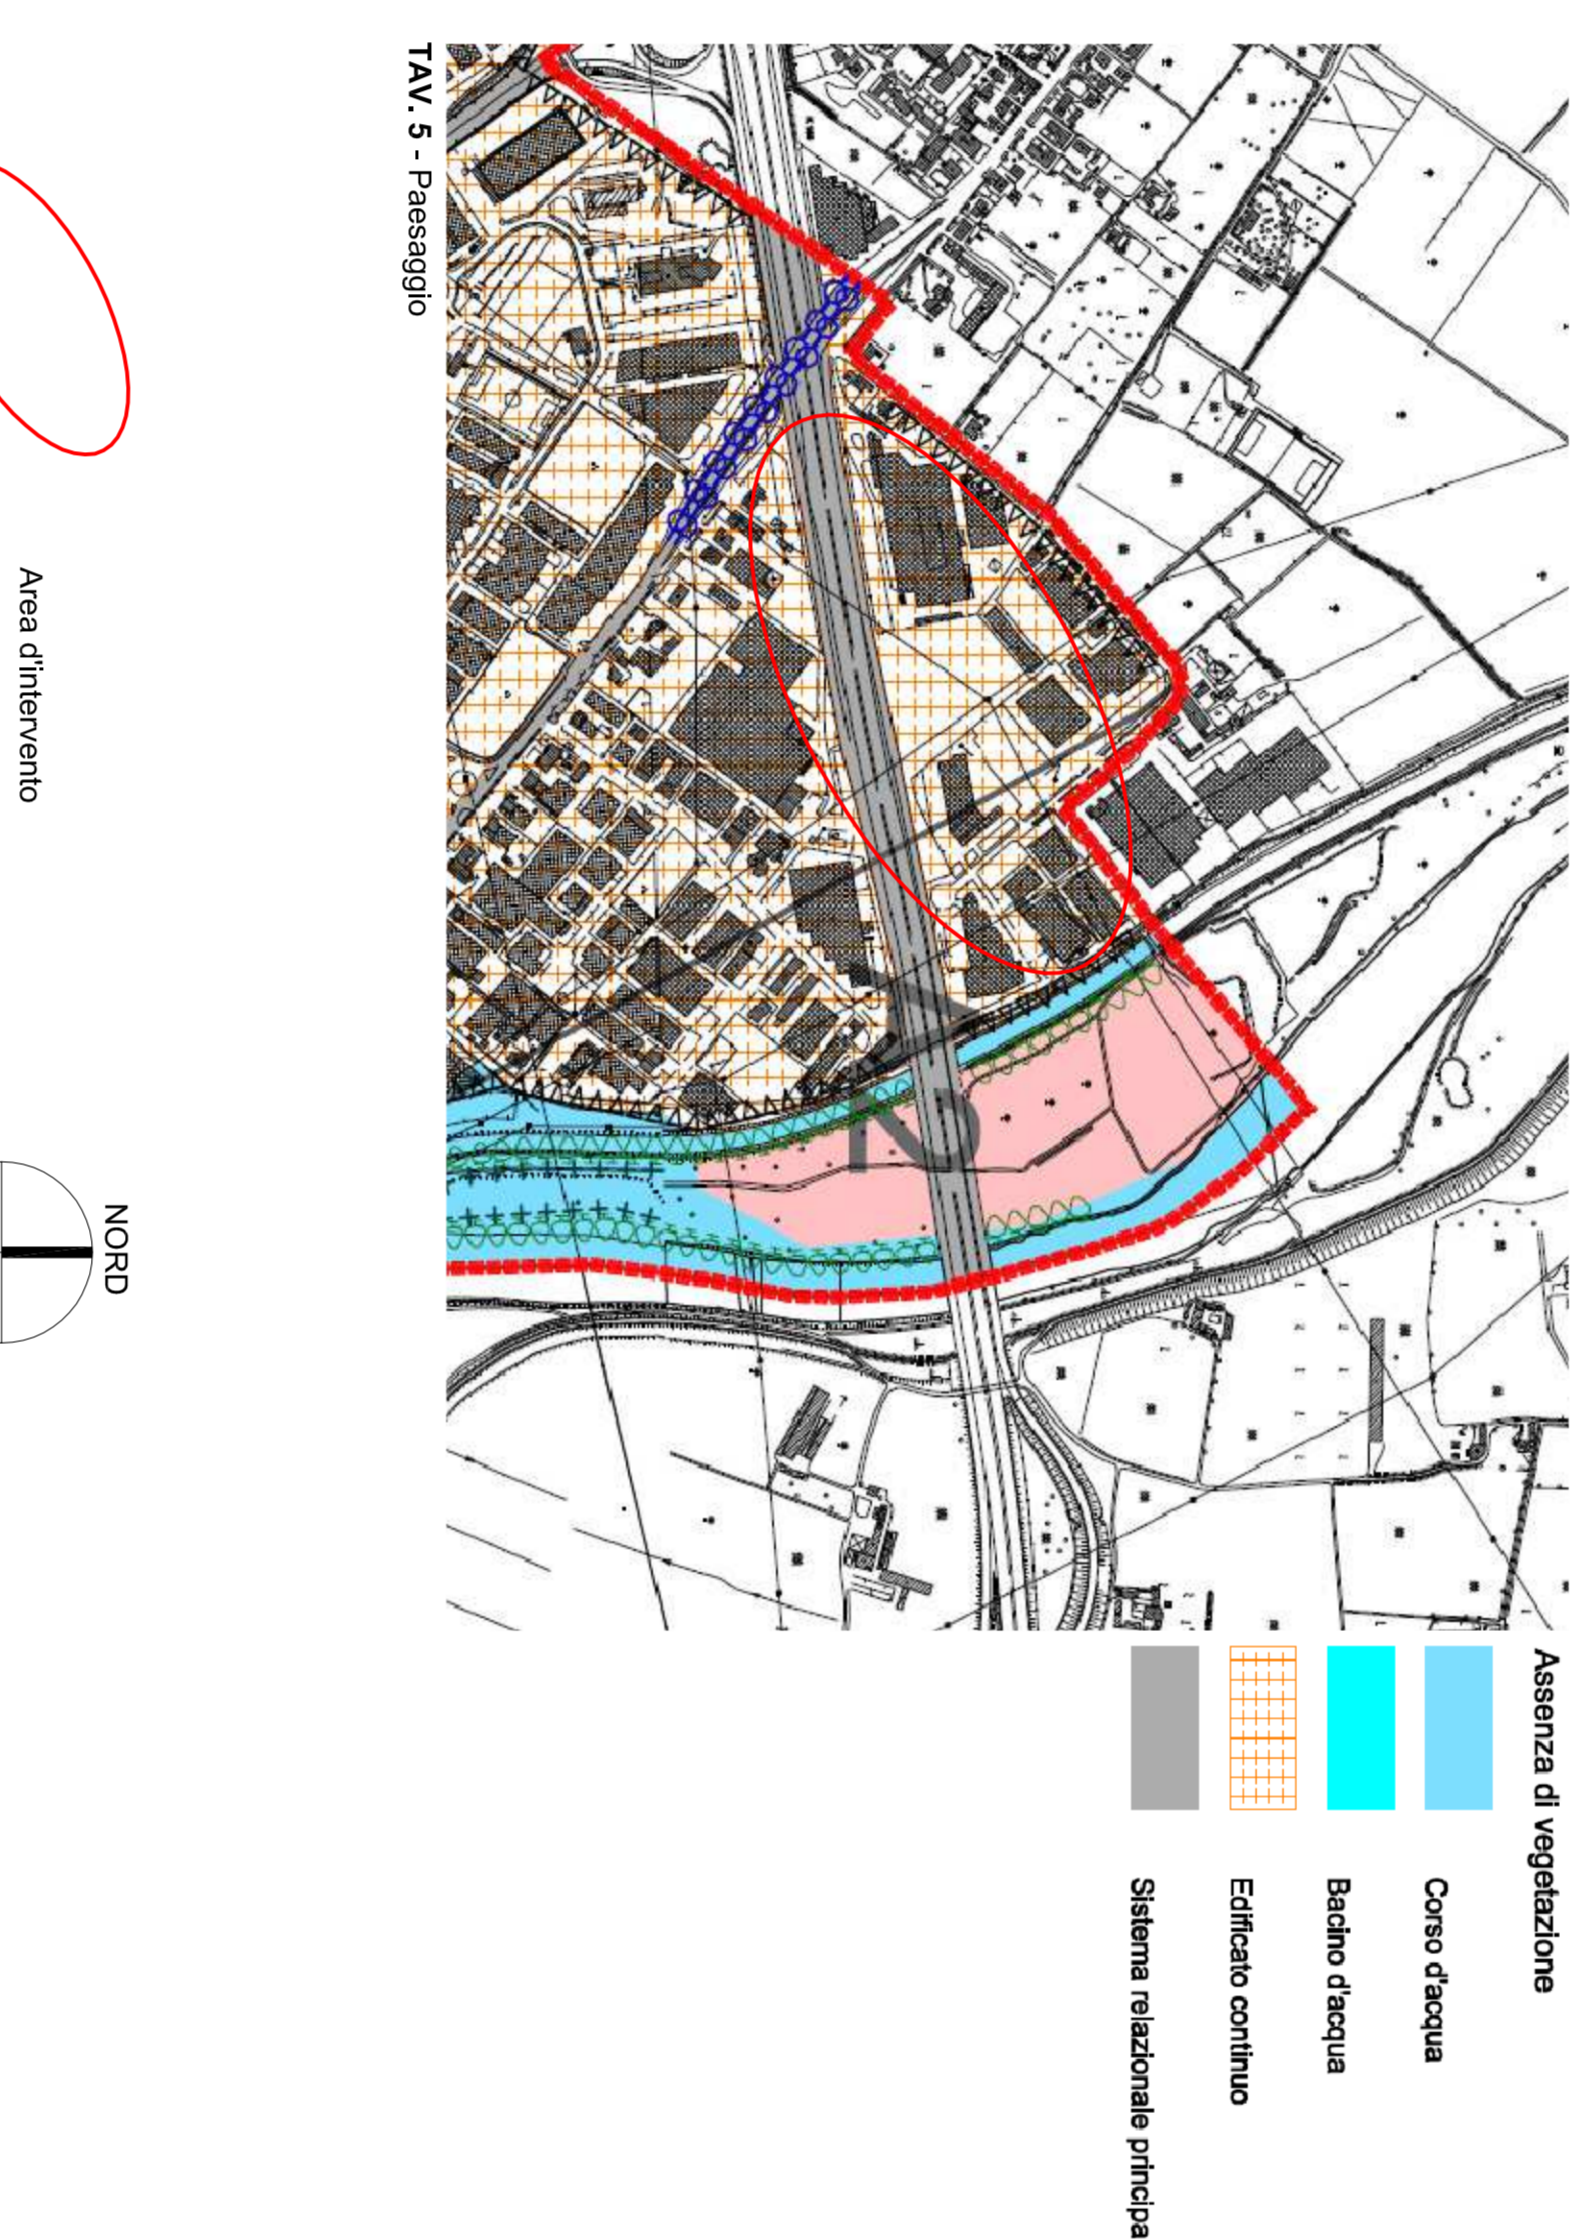 Assenza di vegetazione
Corso d'acqua
Bacino d'acqua
Edificato continuo
Sistema relazionale principa
TAV. 5 - Paesaggio
NORD
Area d'intervento